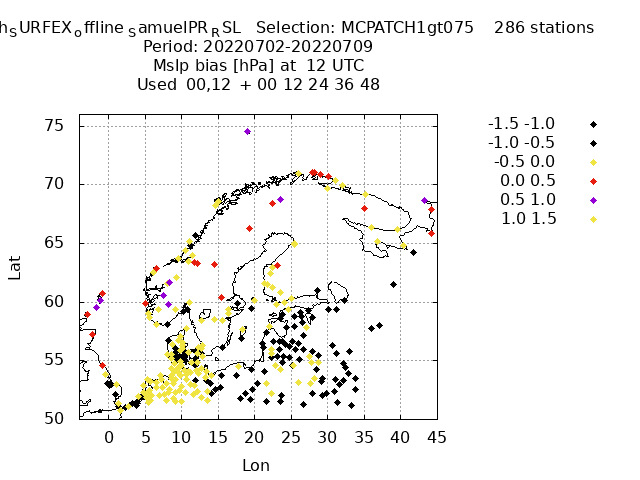 hSURFEXoffline SamuelPRRSL Selection: MCPATCH1gt075 286 stations
Period: 20220702-20220709
Mslp bias [hPa] at 12 UTC
Used 00,12 + 00 12 24 36 48
-1.5 -1.0
-1.0 -0.5
-0.5 0.0
0.0 0.5
0.5 1.0
1.0 1.5
75
70
65
60
55
50
Lat
0 5 10 15 20 25 30 35 40 45
Lon